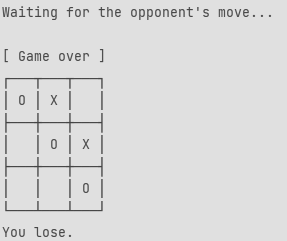 Waiting for the opponent's move...
[ Game over ]
O X
O X
O
You lose.